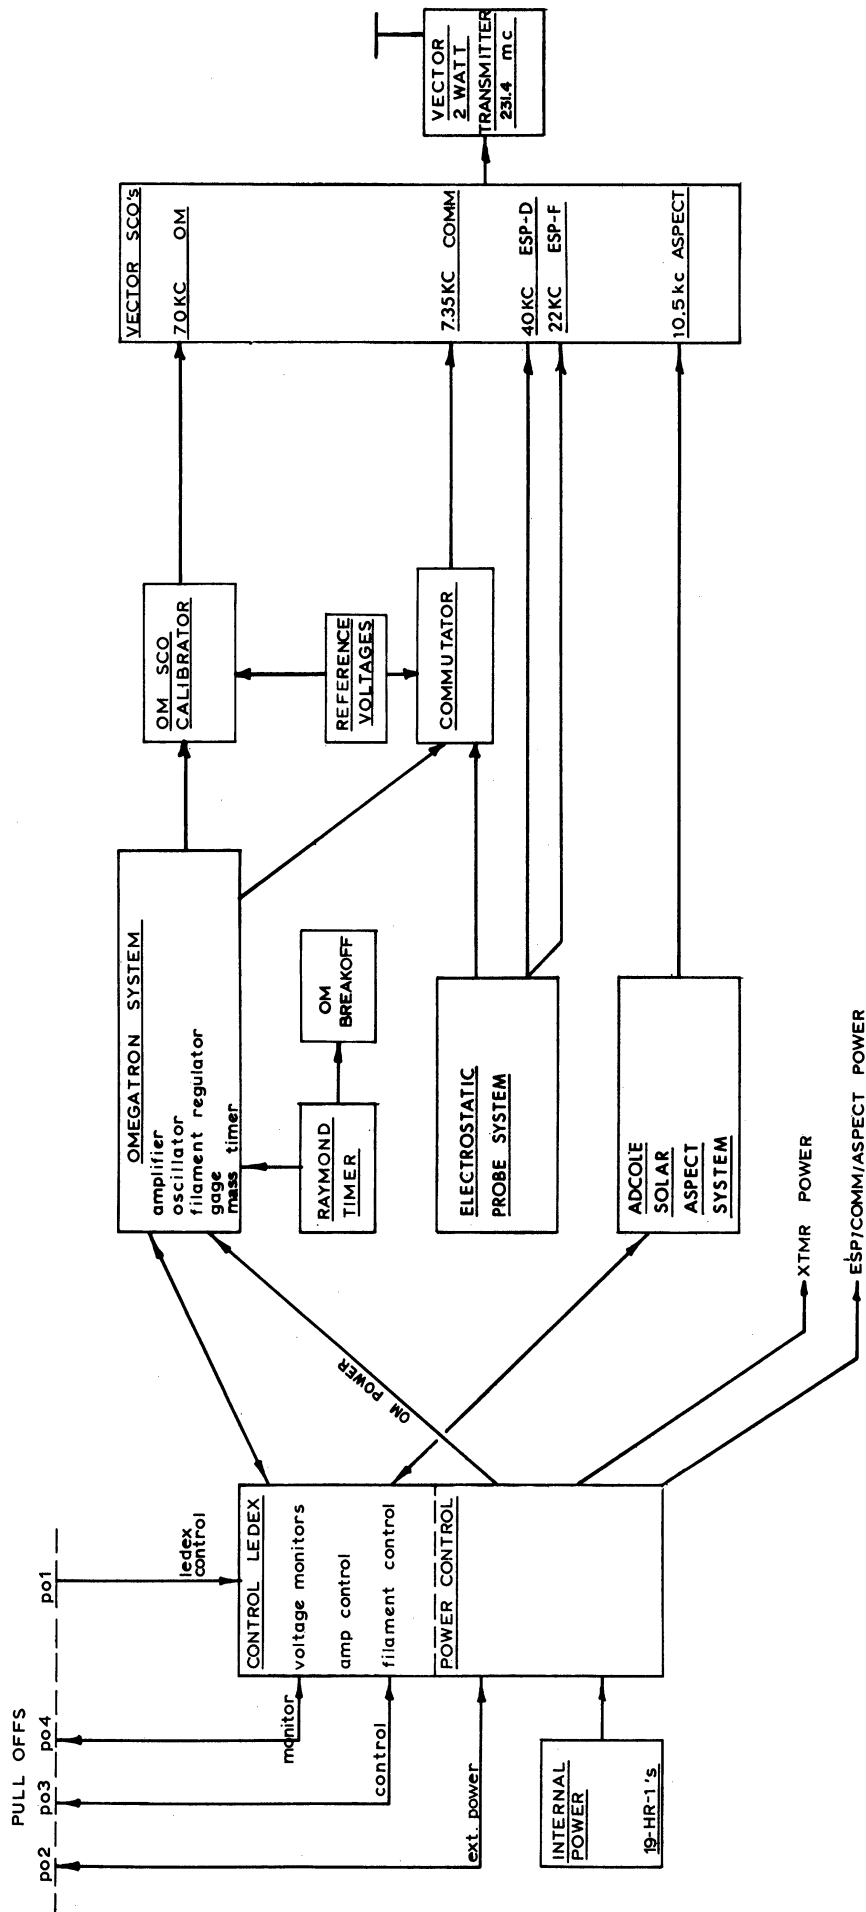 PULL OFFS
po2
po3
po4
po1
ext. power
control
monitor
ledex
control
INTERNAL
POWER
19-HR-1's
CONTROL LEDEX
voltage monitors
amp control
filament control
POWER CONTROL
OM POWER
XTMR POWER
ESP/COMM/ASPECT POWER
OMEGATRON SYSTEM
amplifier
oscillator
filament regulator
gage
mass timer
RAYMOND
TIMER
OM
BREAKOFF
ELECTROSTATIC
PROBE SYSTEM
ADCOLE
SOLAR
ASPECT
SYSTEM
OM SCO
CALIBRATOR
REFERENCE
VOLTAGES
COMMUTATOR
VECTOR SCO's
70KC OM
7.35KC COMM
40KC ESP-D
22KC ESP-F
10.5kc ASPECT
VECTOR
2 WATT
TRANSMITTER
231.4 mc